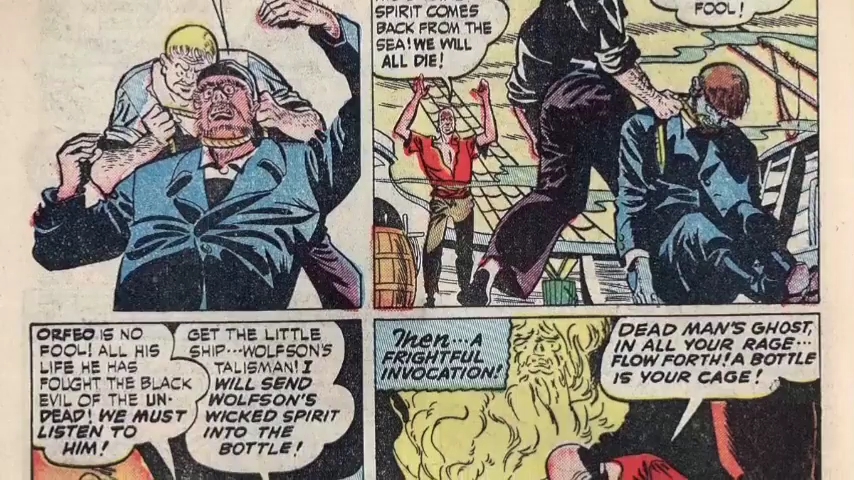 SPIRIT COMES
BACK FROM THE
SEA! WE WILL
ALL DIE!
FOOL!
ORFEO IS NO
FOOL! ALL HIS
LIFE HE HAS
FOUGHT THE BLACK
EVIL OF THE UN-
DEAD! WE MUST
LISTEN TO
HIM!
GET THE LITTLE
SHIP---WOLFSON'S
TALISMAN! I
WILL SEND
WOLFSON'S
WICKED SPIRIT
INTO THE
BOTTLE!
Then---A
FRIGHTFUL
INVOCATION!
DEAD MAN'S GHOST,
IN ALL YOUR RAGE---
FLOW FORTH! A BOTTLE
IS YOUR CAGE!